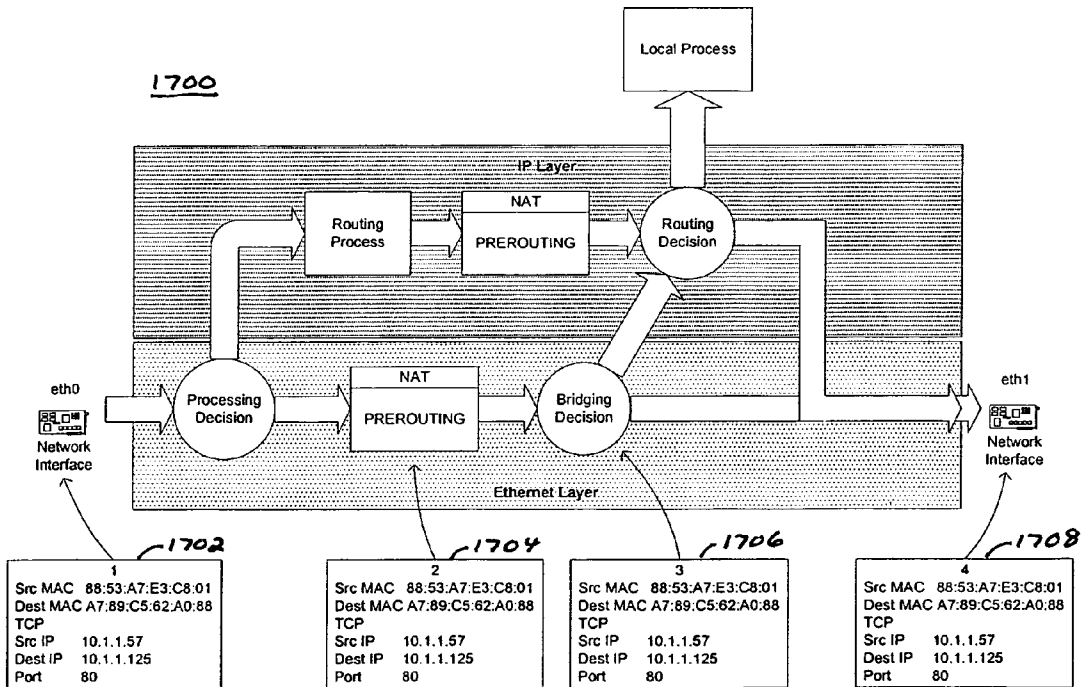 Local Process
1700
IP Layer
Routing
Process
NAT
PREROUTING
Routing
Decision
eth0
Network
Interface
Processing
Decision
NAT
PREROUTING
Bridging
Decision
eth1
Network
Interface
Ethernet Layer
1702
1
Src MAC 88:53:A7:E3:C8:01
Dest MAC A7:89:C5:62:A0:88
TCP
Src IP 10.1.1.57
Dest IP 10.1.1.125
Port 80
1704
2
Src MAC 88:53:A7:E3:C8:01
Dest MAC A7:89:C5:62:A0:88
TCP
Src IP 10.1.1.57
Dest IP 10.1.1.125
Port 80
1706
3
Src MAC 88:53:A7:E3:C8:01
Dest MAC A7:89:C5:62:A0:88
TCP
Src IP 10.1.1.57
Dest IP 10.1.1.125
Port 80
1708
4
Src MAC 88:53:A7:E3:C8:01
Dest MAC A7:89:C5:62:A0:88
TCP
Src IP 10.1.1.57
Dest IP 10.1.1.125
Port 80